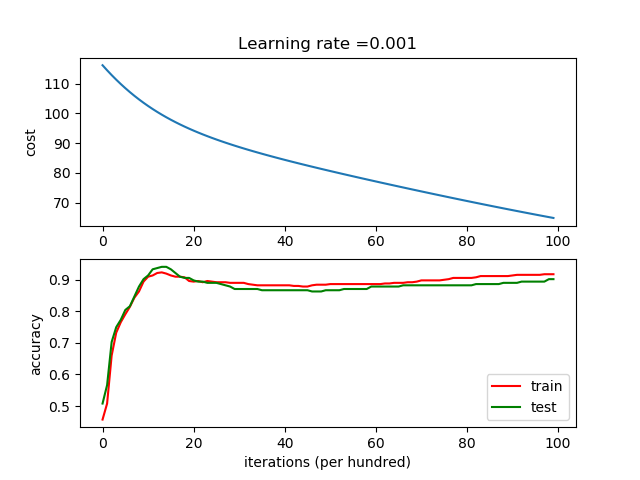 Learning rate =0.001
cost
110
100
90
80
70
0 20 40 60 80 100
accuracy
0.9
0.8
0.7
0.6
0.5
train
test
0 20 40 60 80 100
iterations (per hundred)